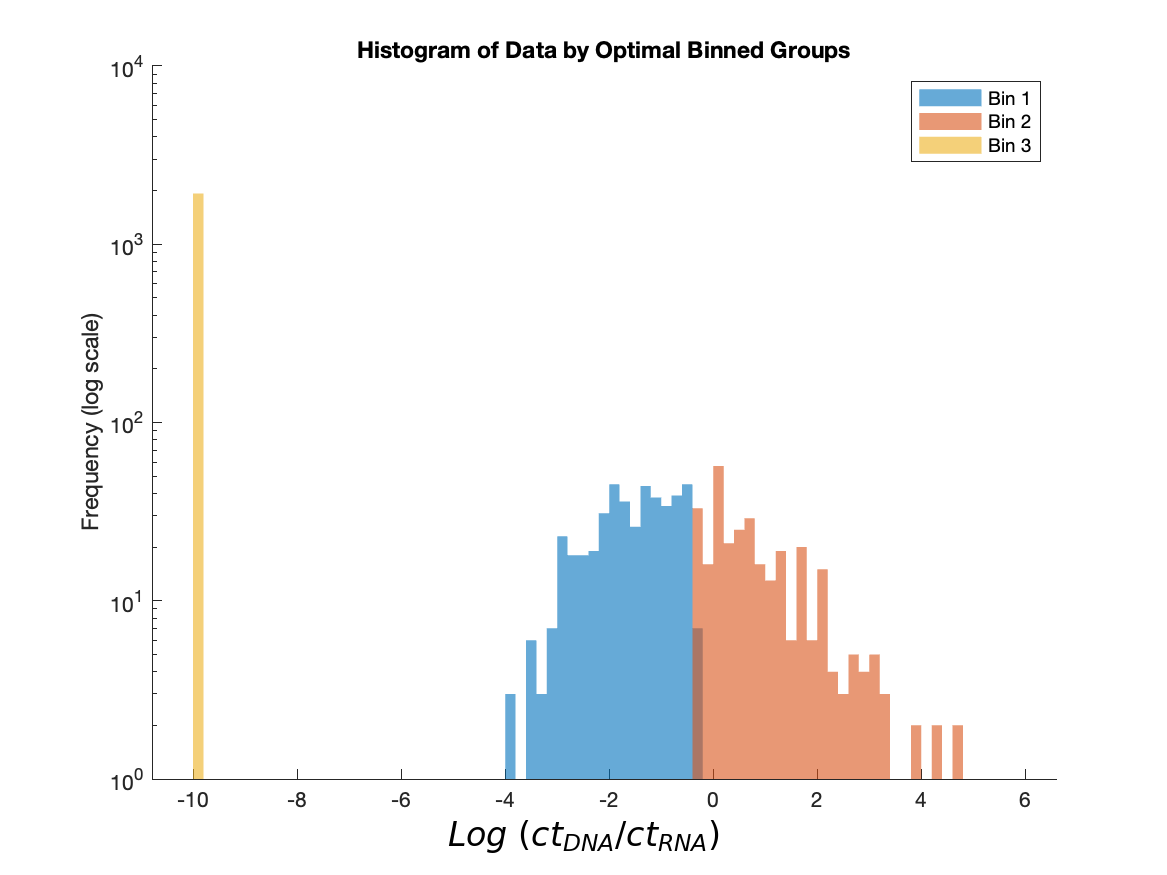 Histogram of Data by Optimal Binned Groups
Bin 1
Bin 2
Bin 3
Frequency (log scale)
10^4
10^3
10^2
10^1
10^0
-10 -8 -6 -4 -2 0 2 4 6
Log (ct_DNA/ct_RNA)